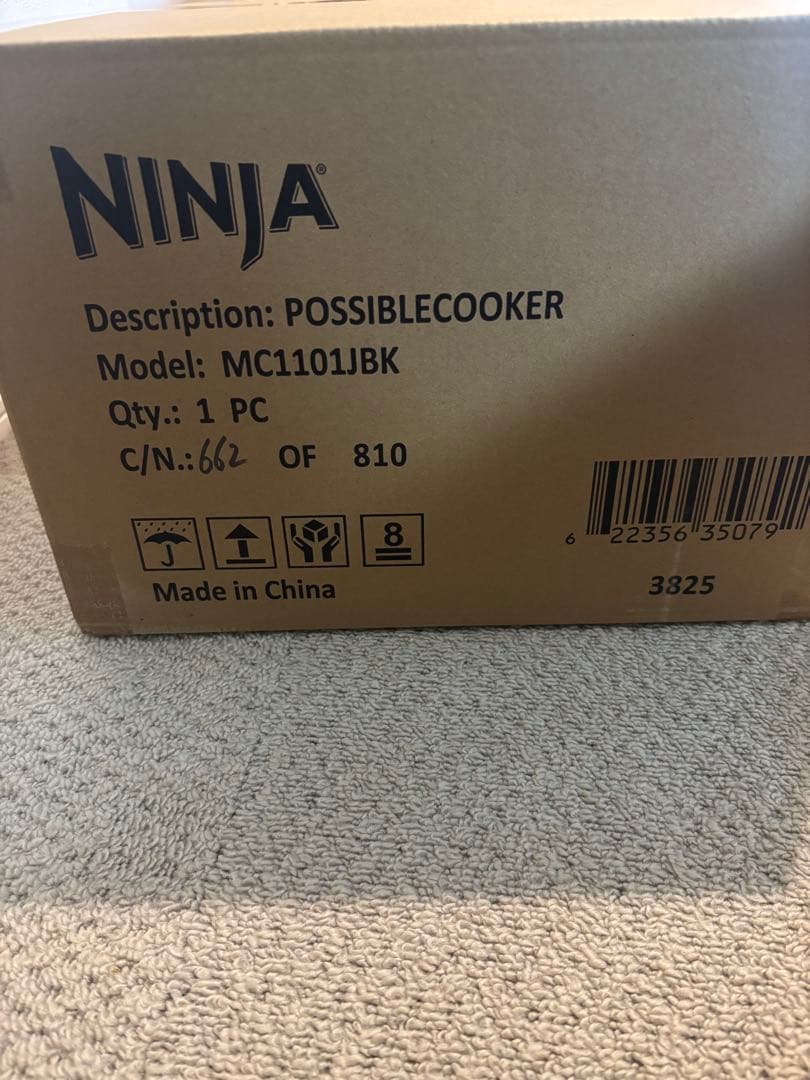 NINJA®
Description: POSSIBLECOOKER
Model: MC1101JBK
Qty.: 1 PC
C/N.: 662 OF 810
8
6 22356 35079
Made in China
3825